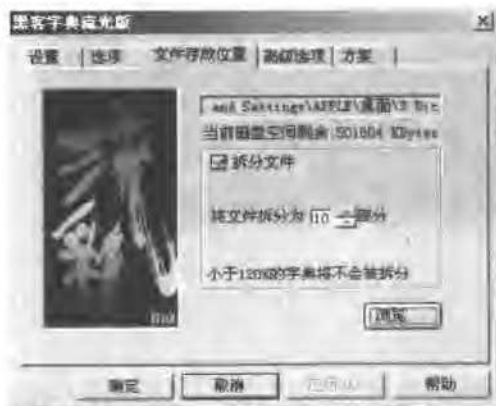 黑客字典流光版
设置 选项 文件存放位置 高级选项 方案
and Settings\APPLE\桌面\S Dic
当前磁盘空间剩余:501604 KBytes
拆分文件
将文件拆分为 10 部分
小于128KB的字典将不会被拆分
浏览
确定 取消 帮助